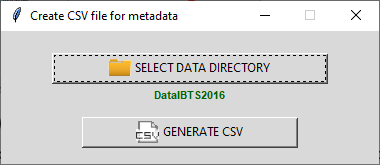 Create CSV file for metadata
SELECT DATA DIRECTORY
DataIBTS2016
CSV
GENERATE CSV